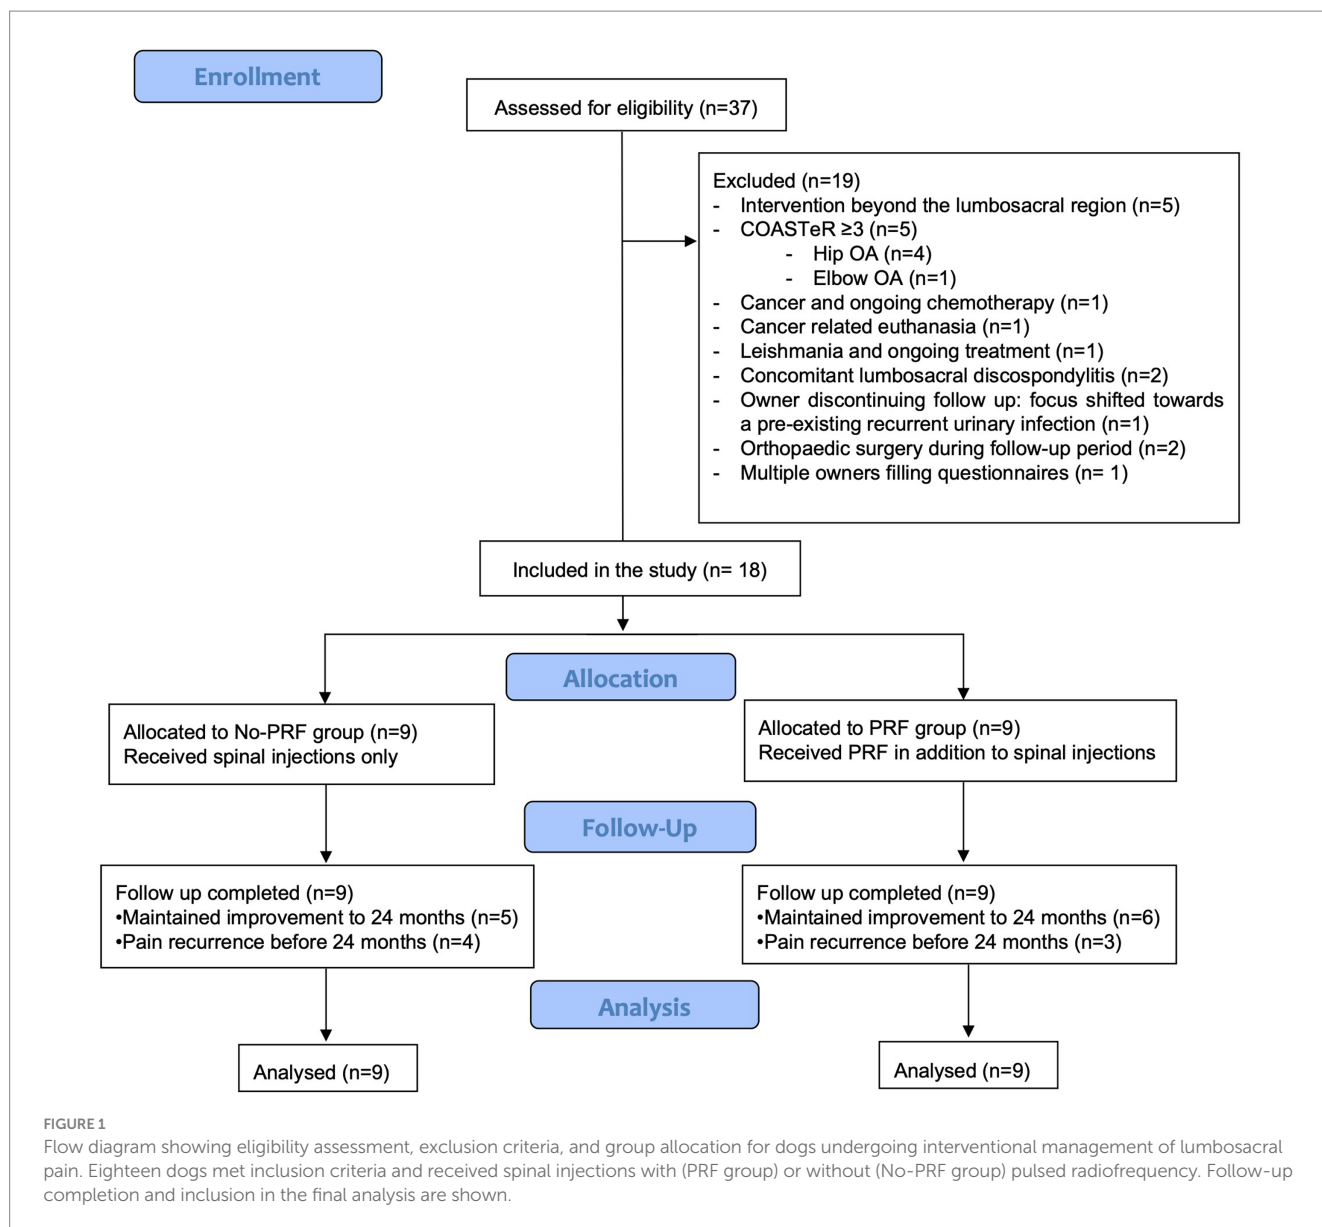 Enrollment
Assessed for eligibility (n=37)
Excluded (n=19)
- Intervention beyond the lumbosacral region (n=5)
- COASTeR ≥3 (n=5)
- Hip OA (n=4)
- Elbow OA (n=1)
- Cancer and ongoing chemotherapy (n=1)
- Cancer related euthanasia (n=1)
- Leishmania and ongoing treatment (n=1)
- Concomitant lumbosacral discospondylitis (n=2)
- Owner discontinuing follow up: focus shifted towards
a pre-existing recurrent urinary infection (n=1)
- Orthopaedic surgery during follow-up period (n=2)
- Multiple owners filling questionnaires (n= 1)
Included in the study (n= 18)
Allocation
Allocated to No-PRF group (n=9)
Received spinal injections only
Allocated to PRF group (n=9)
Received PRF in addition to spinal injections
Follow-Up
Follow up completed (n=9)
•Maintained improvement to 24 months (n=5)
•Pain recurrence before 24 months (n=4)
Follow up completed (n=9)
•Maintained improvement to 24 months (n=6)
•Pain recurrence before 24 months (n=3)
Analysis
Analysed (n=9)
Analysed (n=9)
FIGURE 1
Flow diagram showing eligibility assessment, exclusion criteria, and group allocation for dogs undergoing interventional management of lumbosacral
pain. Eighteen dogs met inclusion criteria and received spinal injections with (PRF group) or without (No-PRF group) pulsed radiofrequency. Follow-up
completion and inclusion in the final analysis are shown.